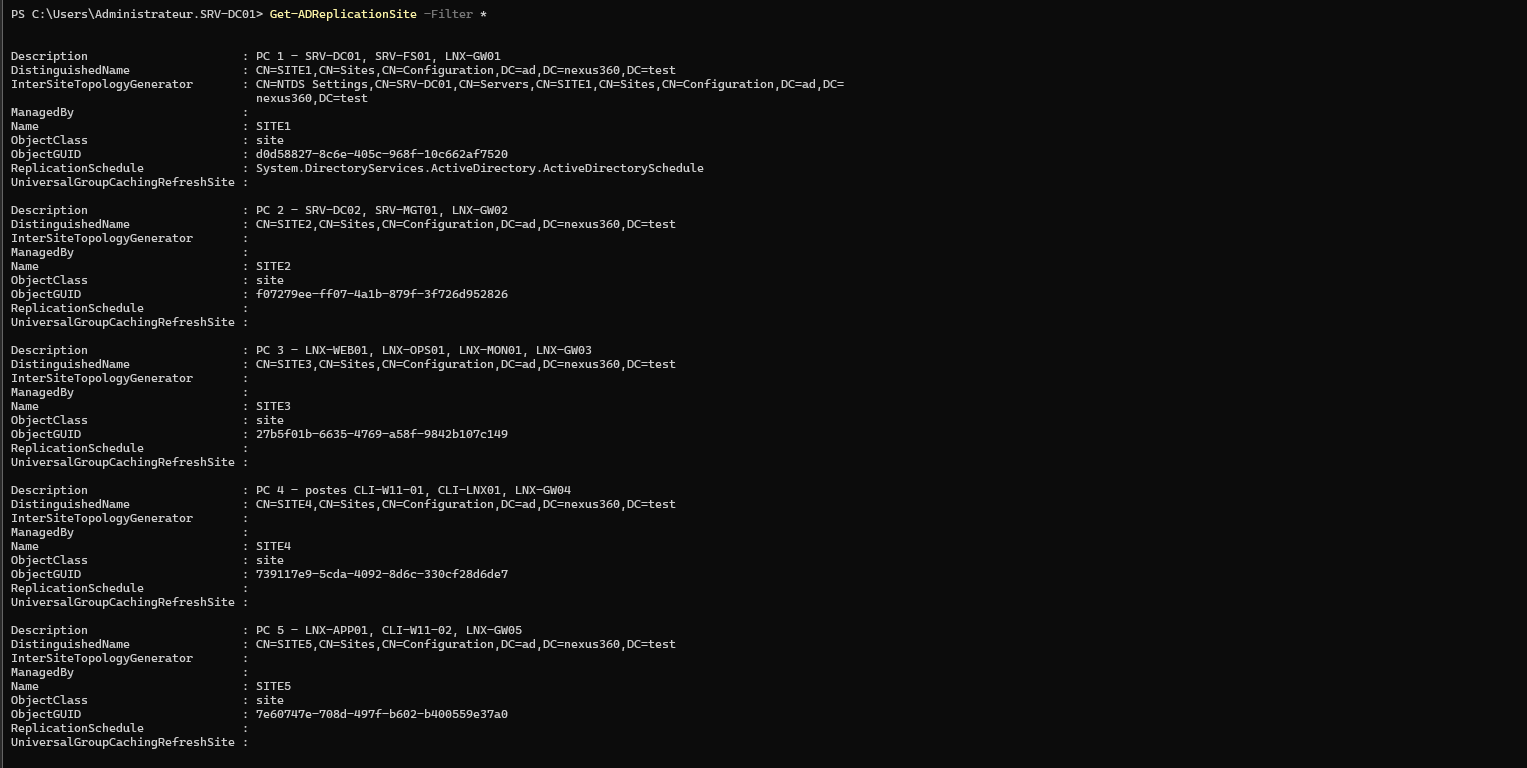 PS C:\Users\Administrateur.SRV-DC01> Get-ADReplicationSite -Filter *
Description                       : PC 1 - SRV-DC01, SRV-FS01, LNX-GW01
DistinguishedName                 : CN=SITE1,CN=Sites,CN=Configuration,DC=ad,DC=nexus360,DC=test
InterSiteTopologyGenerator        : CN=NTDS Settings,CN=SRV-DC01,CN=Servers,CN=SITE1,CN=Sites,CN=Configuration,DC=ad,DC=
                                    nexus360,DC=test
ManagedBy                         :
Name                              : SITE1
ObjectClass                       : site
ObjectGUID                        : d0d58827-8c6e-405c-968f-10c662af7520
ReplicationSchedule               : System.DirectoryServices.ActiveDirectory.ActiveDirectorySchedule
UniversalGroupCachingRefreshSite :
Description                       : PC 2 - SRV-DC02, SRV-MGT01, LNX-GW02
DistinguishedName                 : CN=SITE2,CN=Sites,CN=Configuration,DC=ad,DC=nexus360,DC=test
InterSiteTopologyGenerator        :
ManagedBy                         :
Name                              : SITE2
ObjectClass                       : site
ObjectGUID                        : f07279ee-ff07-4a1b-879f-3f726d952826
ReplicationSchedule               :
UniversalGroupCachingRefreshSite :
Description                       : PC 3 - LNX-WEB01, LNX-OPS01, LNX-MON01, LNX-GW03
DistinguishedName                 : CN=SITE3,CN=Sites,CN=Configuration,DC=ad,DC=nexus360,DC=test
InterSiteTopologyGenerator        :
ManagedBy                         :
Name                              : SITE3
ObjectClass                       : site
ObjectGUID                        : 27b5f01b-6635-4769-a58f-9842b107c149
ReplicationSchedule               :
UniversalGroupCachingRefreshSite :
Description                       : PC 4 - postes CLI-W11-01, CLI-LNX01, LNX-GW04
DistinguishedName                 : CN=SITE4,CN=Sites,CN=Configuration,DC=ad,DC=nexus360,DC=test
InterSiteTopologyGenerator        :
ManagedBy                         :
Name                              : SITE4
ObjectClass                       : site
ObjectGUID                        : 739117e9-5cda-4092-8d6c-330cf28d6de7
ReplicationSchedule               :
UniversalGroupCachingRefreshSite :
Description                       : PC 5 - LNX-APP01, CLI-W11-02, LNX-GW05
DistinguishedName                 : CN=SITE5,CN=Sites,CN=Configuration,DC=ad,DC=nexus360,DC=test
InterSiteTopologyGenerator        :
ManagedBy                         :
Name                              : SITE5
ObjectClass                       : site
ObjectGUID                        : 7e60747e-708d-497f-b602-b400559e37a0
ReplicationSchedule               :
UniversalGroupCachingRefreshSite :